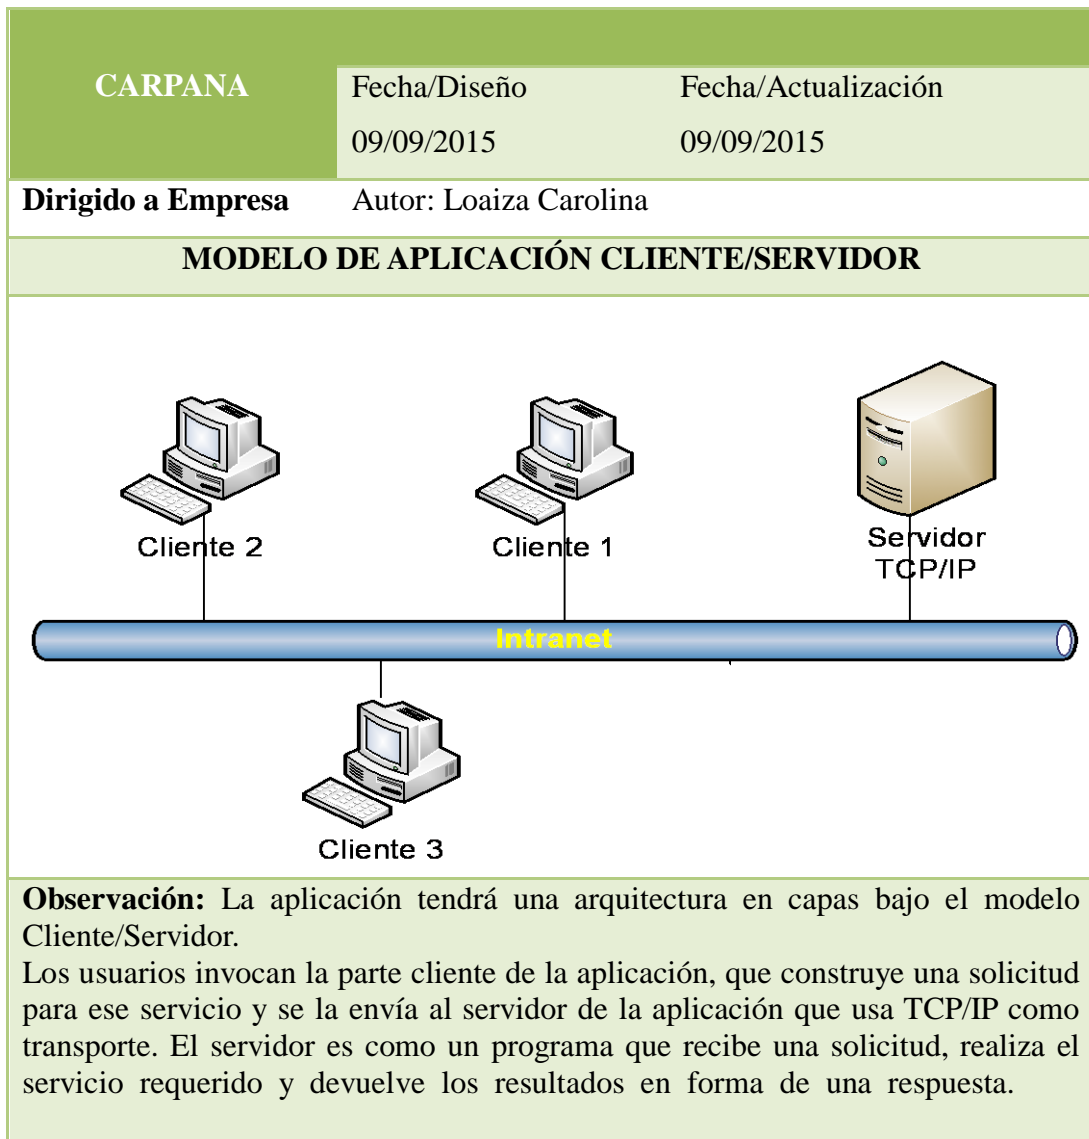 CARPANA
Fecha/Diseño Fecha/Actualización
09/09/2015 09/09/2015
Dirigido a Empresa Autor: Loaiza Carolina
MODELO DE APLICACIÓN CLIENTE/SERVIDOR
Cliente 2
Cliente 1
Servidor
TCP/IP
Intranet
Cliente 3
Observación: La aplicación tendrá una arquitectura en capas bajo el modelo
Cliente/Servidor.
Los usuarios invocan la parte cliente de la aplicación, que construye una solicitud
para ese servicio y se la envía al servidor de la aplicación que usa TCP/IP como
transporte. El servidor es como un programa que recibe una solicitud, realiza el
servicio requerido y devuelve los resultados en forma de una respuesta.